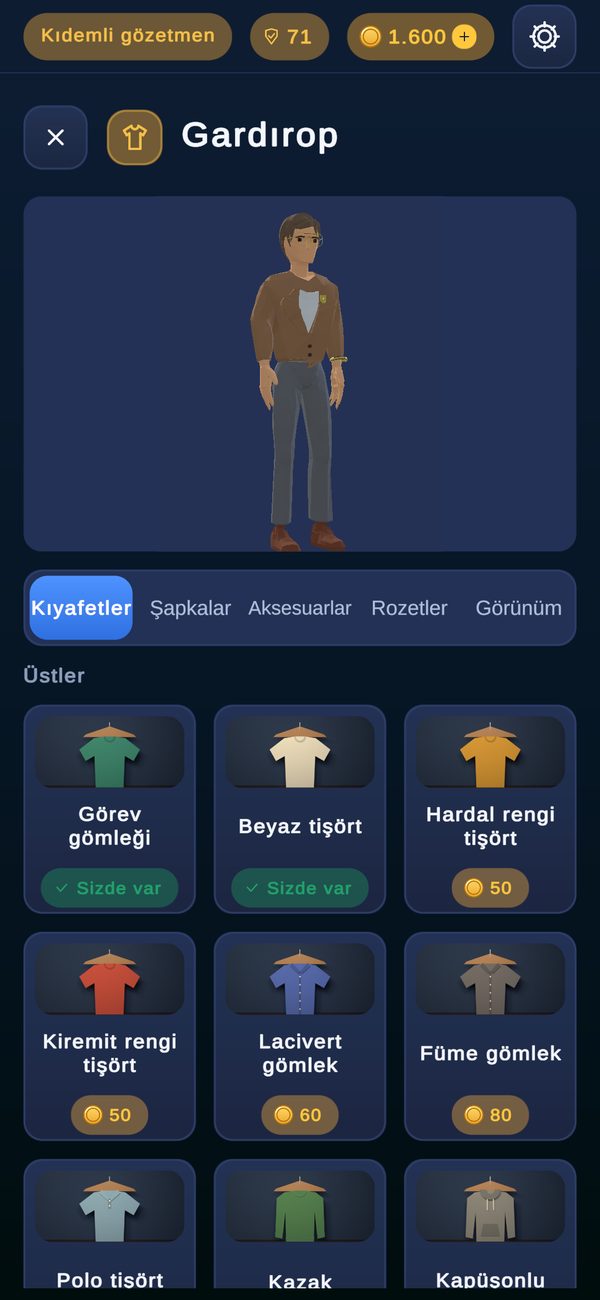 Kıdemli gözetmen
71
1.600 +
Gardırop
Kıyafetler Şapkalar Aksesuarlar Rozetler Görünüm
Üstler
Görev
gömleği
Sizde var
Beyaz tişört
Sizde var
Hardal rengi
tişört
50
Kiremit rengi
tişört
50
Lacivert
gömlek
60
Füme gömlek
80
Polo tişört
Kazak
Kapüşonlu